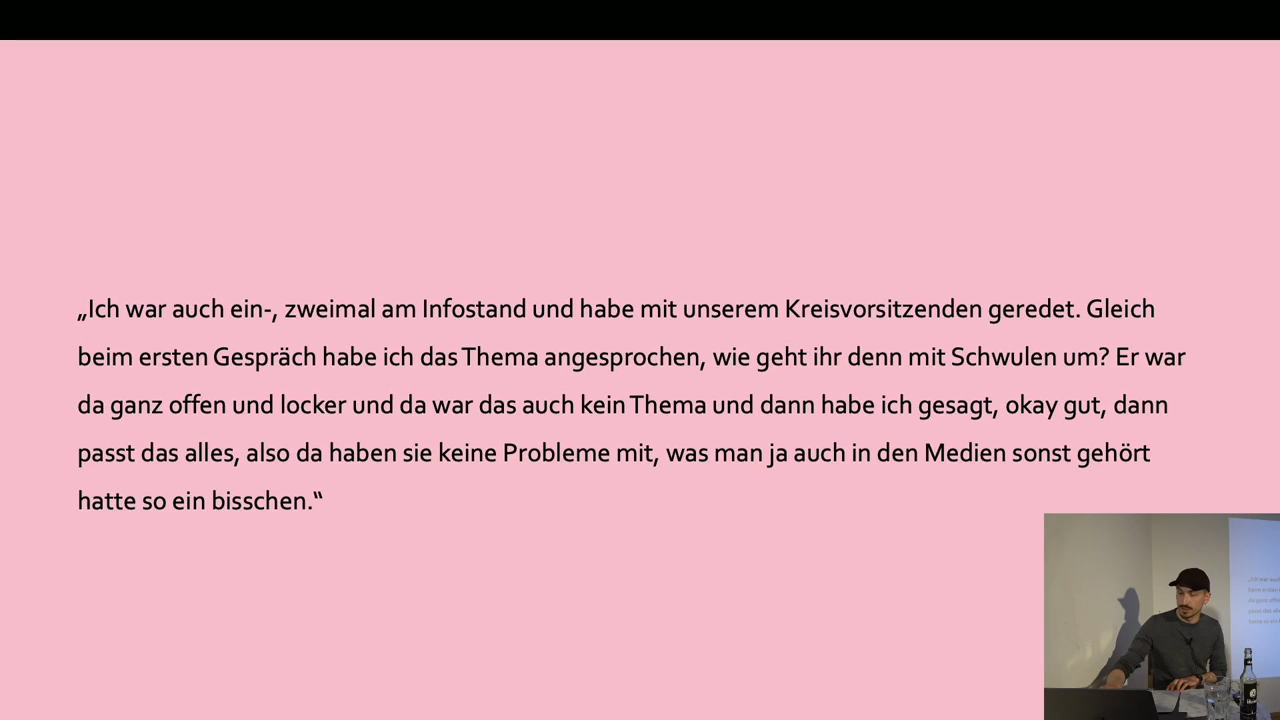 „Ich war auch ein-, zweimal am Infostand und habe mit unserem Kreisvorsitzenden geredet. Gleich
beim ersten Gespräch habe ich das Thema angesprochen, wie geht ihr denn mit Schwulen um? Er war
da ganz offen und locker und da war das auch kein Thema und dann habe ich gesagt, okay gut, dann
passt das alles, also da haben sie keine Probleme mit, was man ja auch in den Medien sonst gehört
hatte so ein bisschen.“